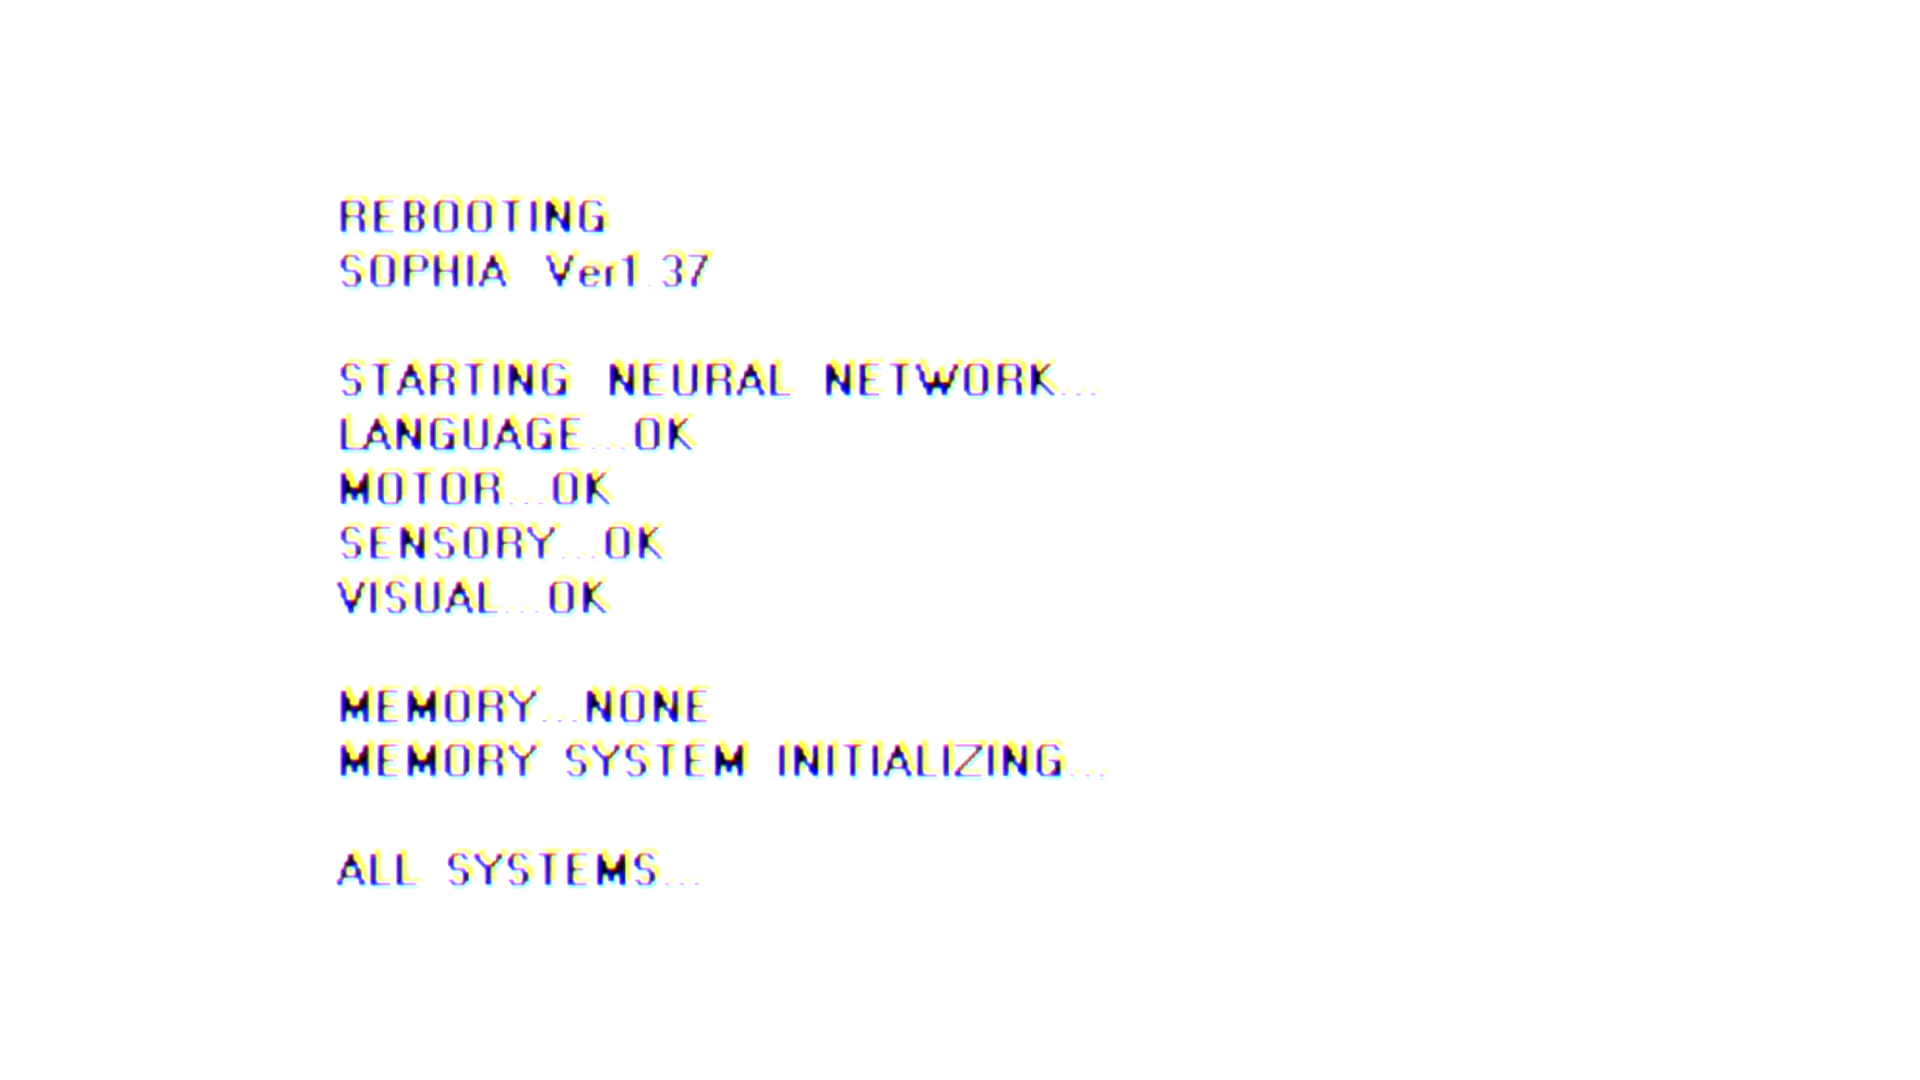 REBOOTING
SOPHIA Ver1.37
STARTING NEURAL NETWORK...
LANGUAGE...OK
MOTOR...OK
SENSORY...OK
VISUAL...OK
MEMORY...NONE
MEMORY SYSTEM INITIALIZING...
ALL SYSTEMS...